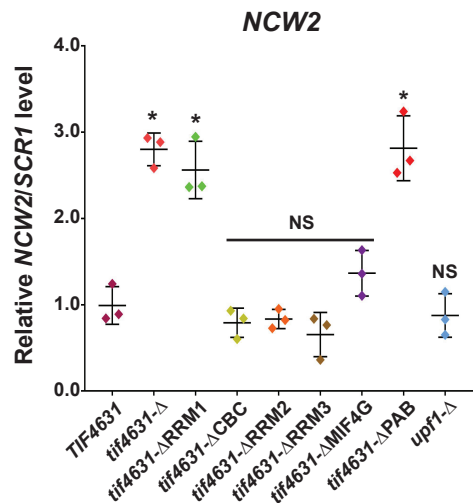 NCW2
Relative NCW2/SCR1 level
4.0
3.0
2.0
1.0
0.0
*
*
NS
*
NS
TIF4631
tif4631-Δ
tif4631-ΔRRM1
tif4631-ΔCBC
tif4631-ΔRRM2
tif4631-ΔRRM3
tif4631-ΔMIF4G
tif4631-ΔPAB
upf1-Δ